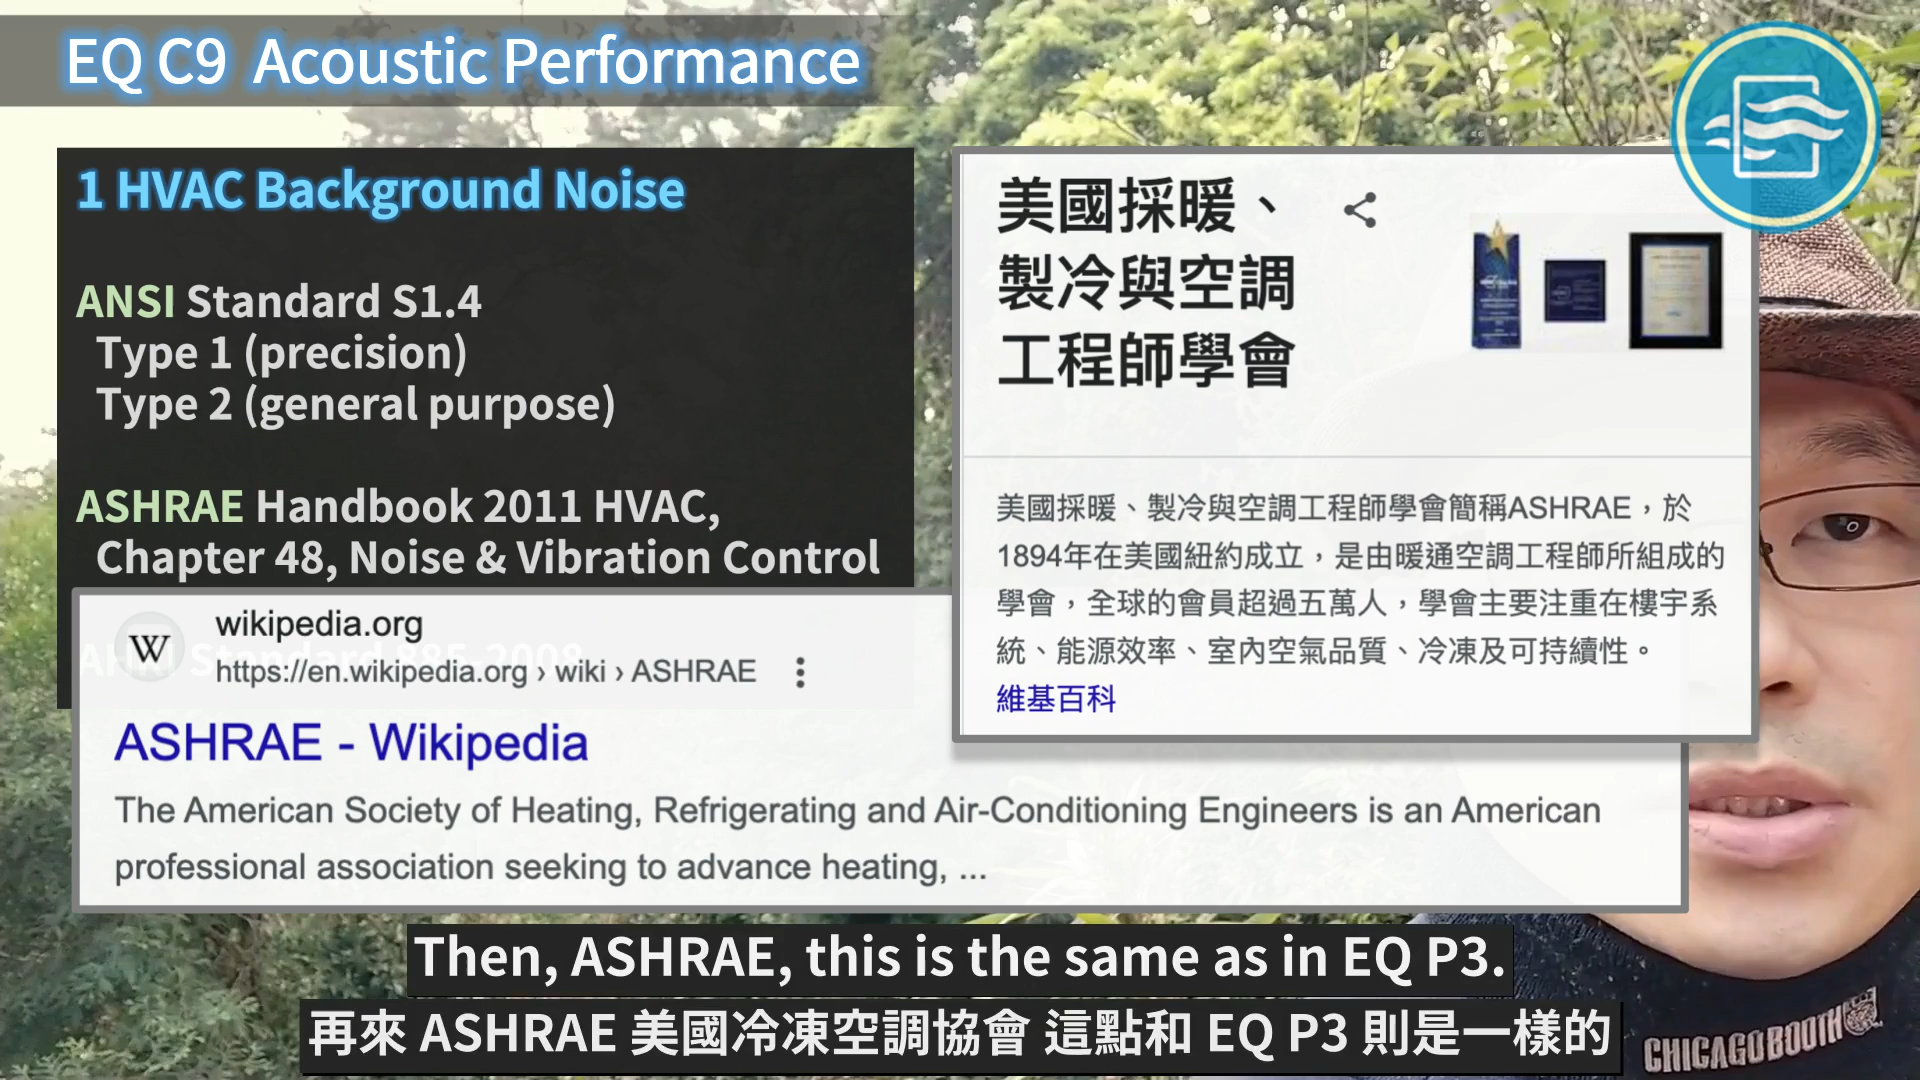 EQ C9 Acoustic Performance
1 HVAC Background Noise
ANSI Standard S1.4
Type 1 (precision)
Type 2 (general purpose)
ASHRAE Handbook 2011 HVAC,
Chapter 48, Noise & Vibration Control
AHRI Standard 885-2008
美國採暖、
製冷與空調
工程師學會
美國採暖、製冷與空調工程師學會簡稱ASHRAE，於
1894年在美國紐約成立，是由暖通空調工程師所組成的
學會，全球的會員超過五萬人，學會主要注重在樓宇系
統、能源效率、室內空氣品質、冷凍及可持續性。
維基百科
W
wikipedia.org
https://en.wikipedia.org › wiki › ASHRAE
ASHRAE - Wikipedia
The American Society of Heating, Refrigerating and Air-Conditioning Engineers is an American
professional association seeking to advance heating, ...
Then, ASHRAE, this is the same as in EQ P3.
再來 ASHRAE 美國冷凍空調協會 這點和 EQ P3 則是一樣的
CHICAGO BOOTH